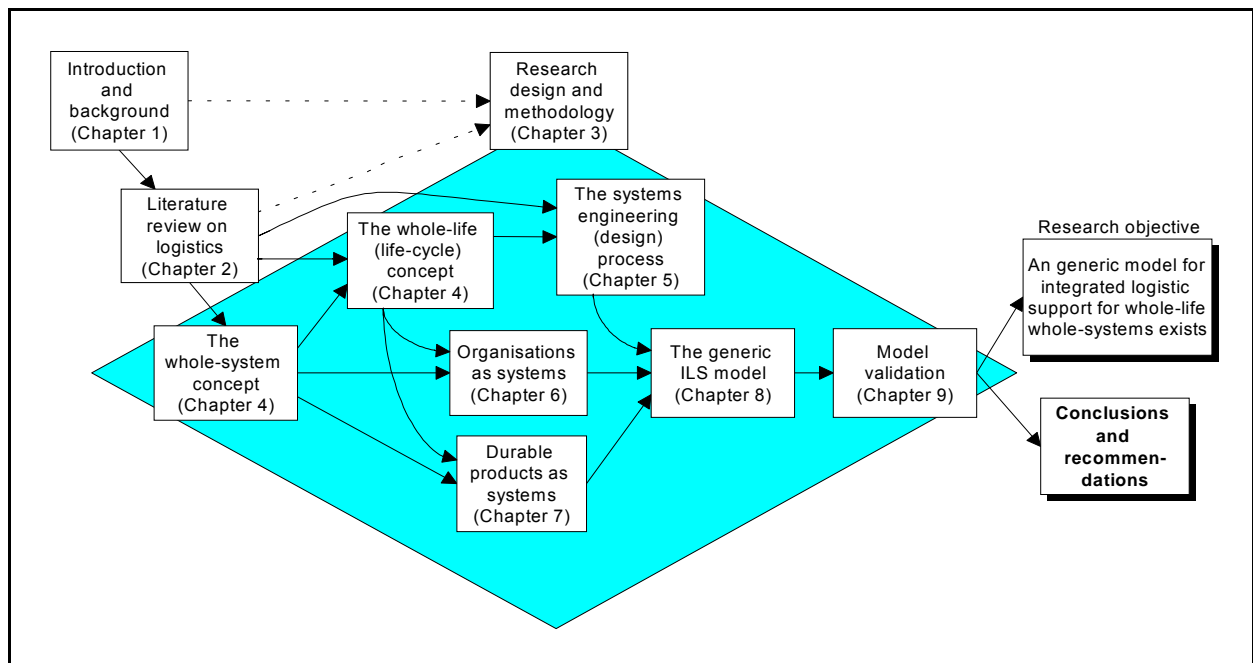 Introduction
and
background
(Chapter 1)
Research
design and
methodology
(Chapter 3)
Literature
review on
logistics
(Chapter 2)
The whole-life
(life-cycle)
concept
(Chapter 4)
The systems
engineering
(design)
process
(Chapter 5)
The
whole-system
concept
(Chapter 4)
Organisations
as systems
(Chapter 6)
Durable
products as
systems
(Chapter 7)
The generic
ILS model
(Chapter 8)
Model
validation
(Chapter 9)
Research objective
An generic model for
integrated logistic
support for whole-life
whole-systems exists
Conclusions
and
recommen-
dations